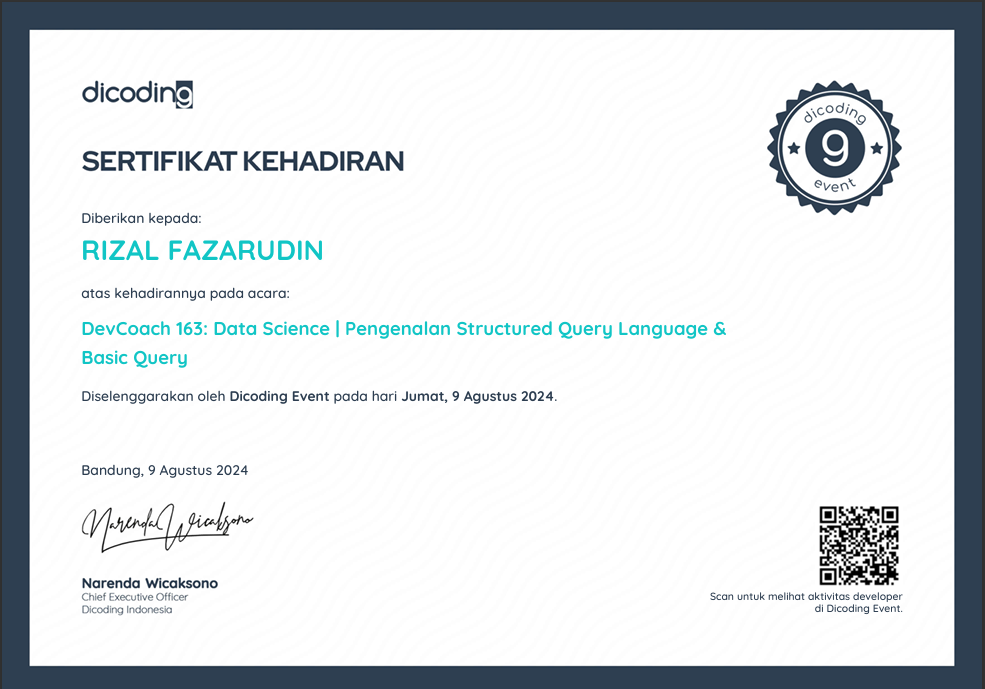 dicoding
SERTIFIKAT KEHADIRAN
dicoding
9
event
Diberikan kepada:
RIZAL FAZARUDIN
atas kehadirannya pada acara:
DevCoach 163: Data Science | Pengenalan Structured Query Language &
Basic Query
Diselenggarakan oleh Dicoding Event pada hari Jumat, 9 Agustus 2024.
Bandung, 9 Agustus 2024
Narenda Wicaksono
Narenda Wicaksono
Chief Executive Officer
Dicoding Indonesia
Scan untuk melihat aktivitas developer
di Dicoding Event.